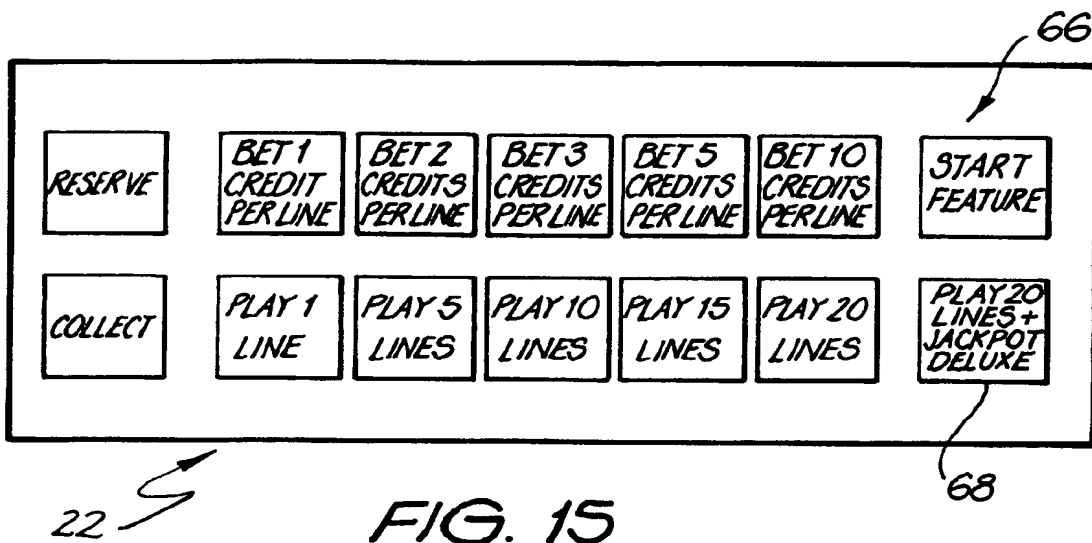 66
RESERVE
BET 1
CREDIT
PER LINE
BET 2
CREDITS
PER LINE
BET 3
CREDITS
PER LINE
BET 5
CREDITS
PER LINE
BET 10
CREDITS
PER LINE
START
FEATURE
COLLECT
PLAY 1
LINE
PLAY 5
LINES
PLAY 10
LINES
PLAY 15
LINES
PLAY 20
LINES
PLAY 20
LINES +
JACKPOT
DELUXE
22
FIG. 15
68